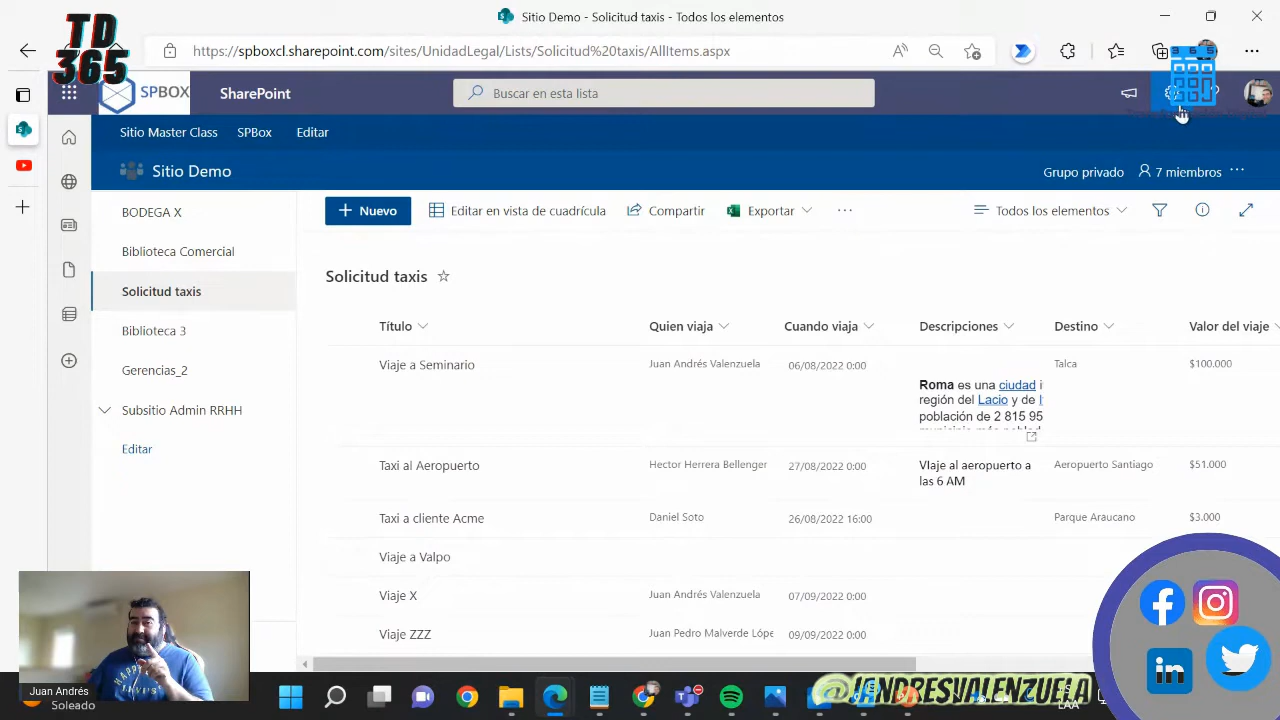 TD
365
Sitio Demo - Solicitud taxis - Todos los elementos
https://spboxcl.sharepoint.com/sites/UnidadLegal/Lists/Solicitud%20taxis/AllItems.aspx
SPBOX
SharePoint
Buscar en esta lista
365
Sitio Master Class
SPBox
Editar
Sitio Demo
Grupo privado
7 miembros
BODEGA X
Biblioteca Comercial
Solicitud taxis
Biblioteca 3
Gerencias_2
Subsitio Admin RRHH
Editar
+ Nuevo
Editar en vista de cuadrícula
Compartir
Exportar
Todos los elementos
Solicitud taxis
Título Quien viaja Cuando viaja Descripciones Destino Valor del viaje
Viaje a Seminario Juan Andrés Valenzuela 06/08/2022 0:00 Talca $100.000
Roma es una ciudad
región del Lacio y de
población de 2 815 95
Taxi al Aeropuerto Hector Herrera Bellenger 27/08/2022 0:00 VIaje al aeropuerto a Aeropuerto Santiago $51.000
las 6 AM
Taxi a cliente Acme Daniel Soto 26/08/2022 16:00 Parque Araucano $3.000
Viaje a Valpo
Viaje X Juan Andrés Valenzuela 07/09/2022 0:00
Viaje ZZZ Juan Pedro Malverde Lópe 09/09/2022 0:00
Juan Andrés
Soleado
@JANDRESVALENZUELA
LAA
in